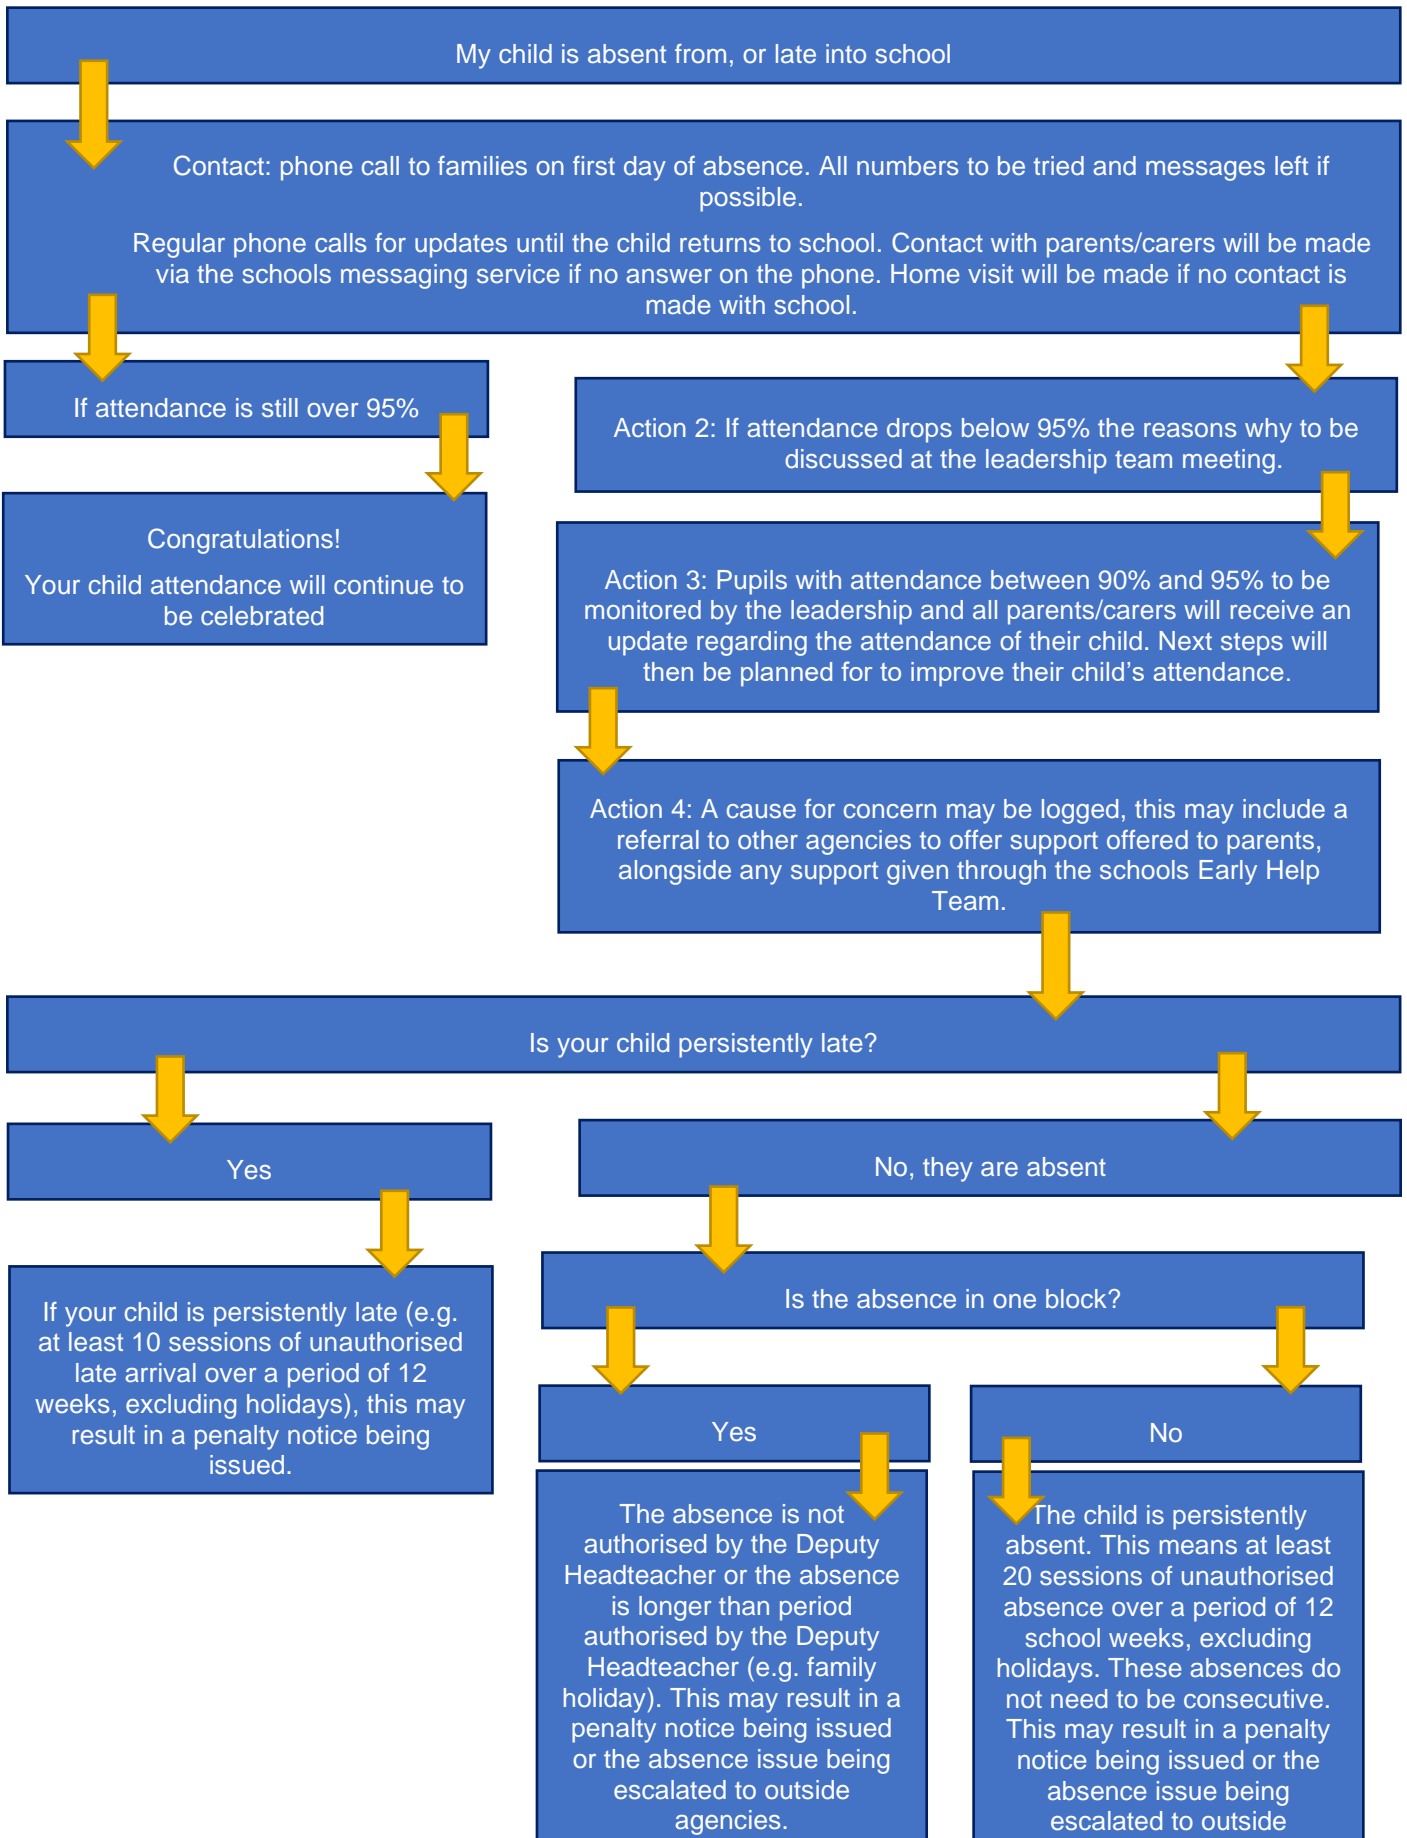 My child is absent from, or late into school
Contact: phone call to families on first day of absence. All numbers to be tried and messages left if
possible.
Regular phone calls for updates until the child returns to school. Contact with parents/carers will be made
via the schools messaging service if no answer on the phone. Home visit will be made if no contact is
made with school.
If attendance is still over 95%
Congratulations!
Your child attendance will continue to
be celebrated
Action 2: If attendance drops below 95% the reasons why to be
discussed at the leadership team meeting.
Action 3: Pupils with attendance between 90% and 95% to be
monitored by the leadership and all parents/carers will receive an
update regarding the attendance of their child. Next steps will
then be planned for to improve their child’s attendance.
Action 4: A cause for concern may be logged, this may include a
referral to other agencies to offer support offered to parents,
alongside any support given through the schools Early Help
Team.
Is your child persistently late?
Yes
If your child is persistently late (e.g.
at least 10 sessions of unauthorised
late arrival over a period of 12
weeks, excluding holidays), this may
result in a penalty notice being
issued.
No, they are absent
Is the absence in one block?
Yes
The absence is not
authorised by the Deputy
Headteacher or the absence
is longer than period
authorised by the Deputy
Headteacher (e.g. family
holiday). This may result in a
penalty notice being issued
or the absence issue being
escalated to outside
agencies.
No
The child is persistently
absent. This means at least
20 sessions of unauthorised
absence over a period of 12
school weeks, excluding
holidays. These absences do
not need to be consecutive.
This may result in a penalty
notice being issued or the
absence issue being
escalated to outside